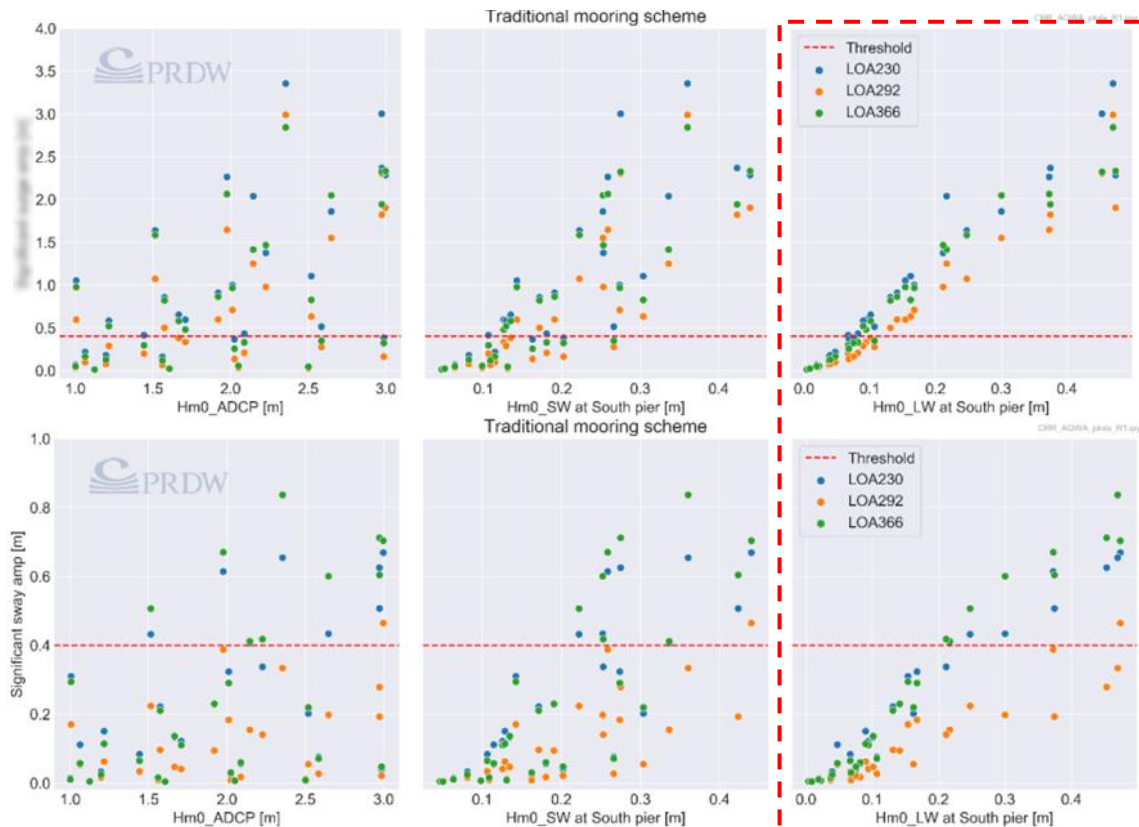 Traditional mooring scheme
PRDW
Threshold
LOA230
LOA292
LOA366
4.0
3.5
3.0
2.5
2.0
1.5
1.0
0.5
0.0
1.0 1.5 2.0 2.5 3.0
0.1 0.2 0.3 0.4
0.0 0.1 0.2 0.3 0.4
Hm0_ADCP [m]
Hm0_SW at South pier [m]
Hm0_LW at South pier [m]
Traditional mooring scheme
PRDW
Threshold
LOA230
LOA292
LOA366
Significant sway amp [m]
1.0
0.8
0.6
0.4
0.2
0.0
1.0 1.5 2.0 2.5 3.0
0.1 0.2 0.3 0.4
0.0 0.1 0.2 0.3 0.4
Hm0_ADCP [m]
Hm0_SW at South pier [m]
Hm0_LW at South pier [m]